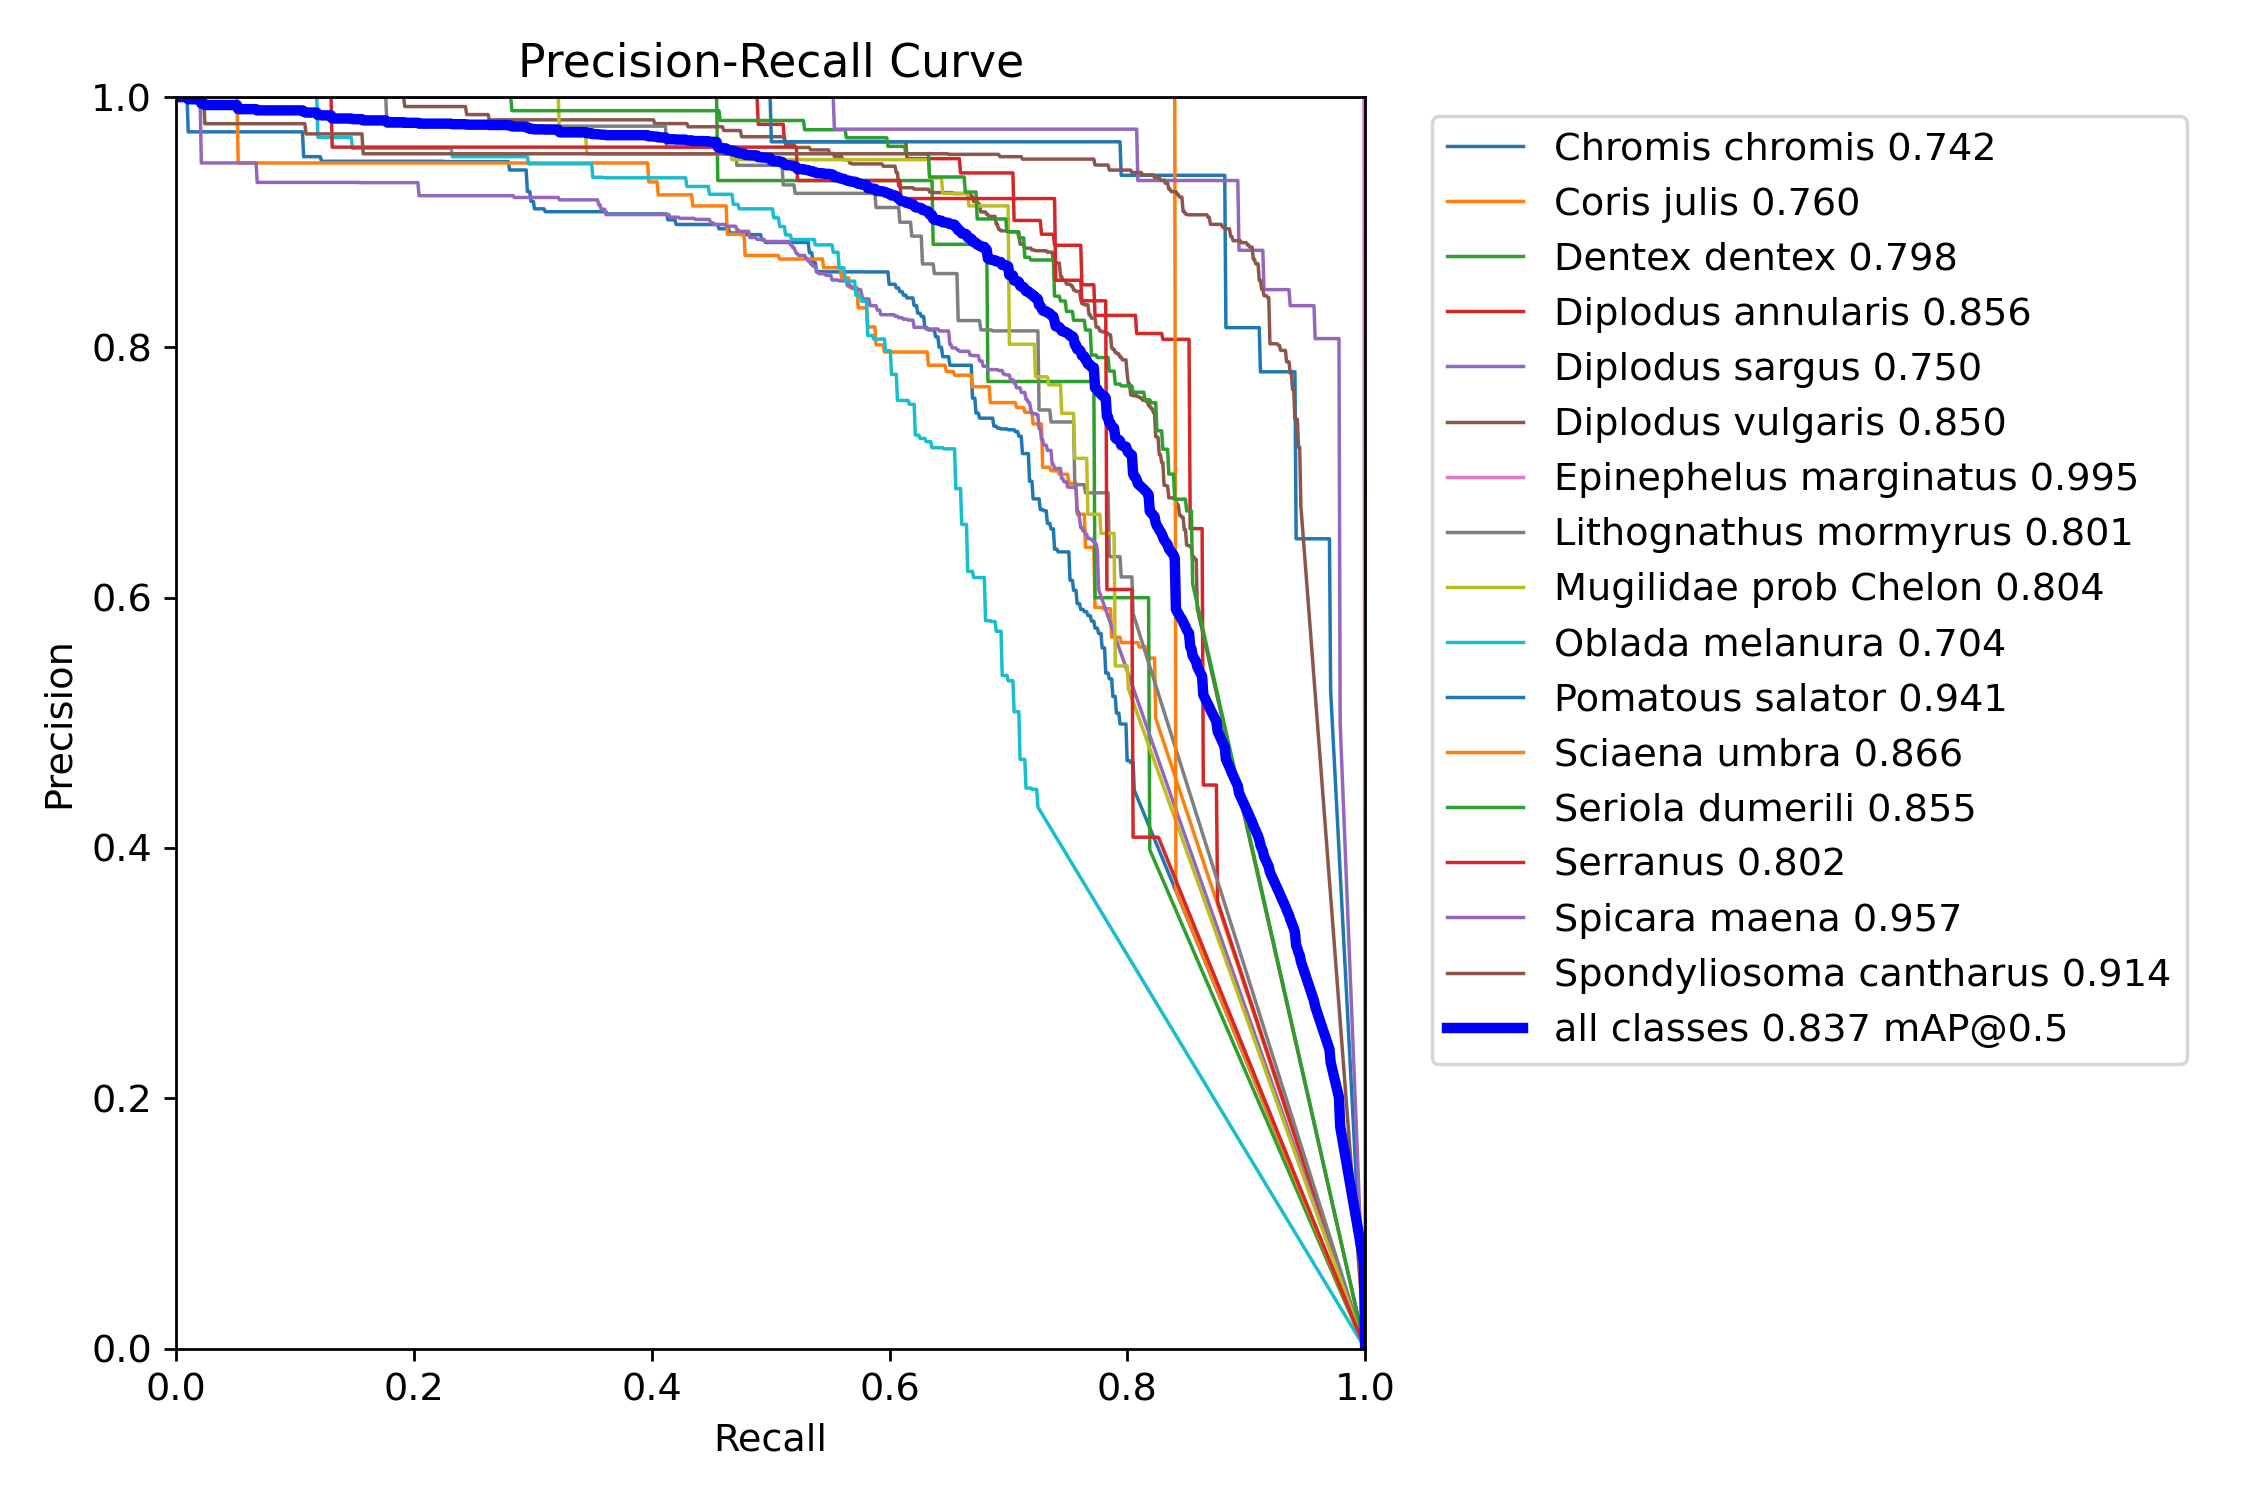 Precision-Recall Curve
1.0
0.8
0.6
0.4
0.2
0.0
Precision
0.0 0.2 0.4 0.6 0.8 1.0
Recall
Chromis chromis 0.742
Coris julis 0.760
Dentex dentex 0.798
Diplodus annularis 0.856
Diplodus sargus 0.750
Diplodus vulgaris 0.850
Epinephelus marginatus 0.995
Lithognathus mormyrus 0.801
Mugilidae prob Chelon 0.804
Oblada melanura 0.704
Pomatous salator 0.941
Sciaena umbra 0.866
Seriola dumerili 0.855
Serranus 0.802
Spicara maena 0.957
Spondyliosoma cantharus 0.914
all classes 0.837 mAP@0.5